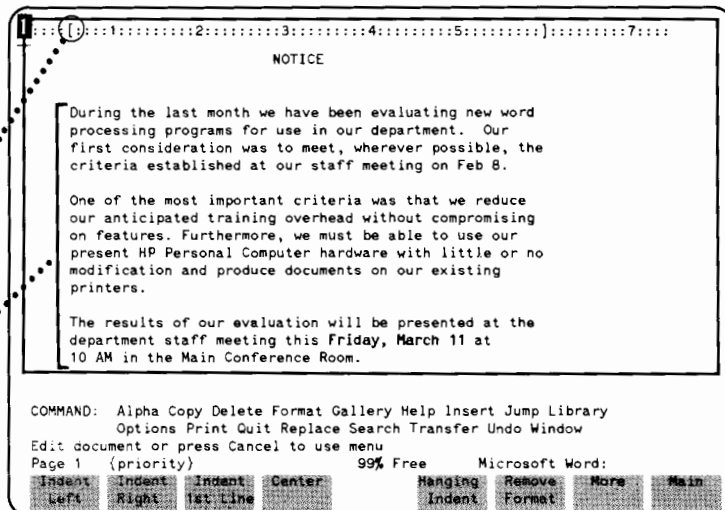 1
:::[:::1:::::::::2:::::::::3:::::::::4:::::::::5:::::::::]:::::::::7::::
NOTICE
During the last month we have been evaluating new word
processing programs for use in our department.  Our
first consideration was to meet, wherever possible, the
criteria established at our staff meeting on Feb 8.
One of the most important criteria was that we reduce
our anticipated training overhead without compromising
on features. Furthermore, we must be able to use our
present HP Personal Computer hardware with little or no
modification and produce documents on our existing
printers.
The results of our evaluation will be presented at the
department staff meeting this Friday, March 11 at
10 AM in the Main Conference Room.
COMMAND:  Alpha Copy Delete Format Gallery Help Insert Jump Library
Options Print Quit Replace Search Transfer Undo Window
Edit document or press Cancel to use menu
Page 1   {priority}   99% Free   Microsoft Word:
Indent Indent Indent Center Hanging Remove More Main
Left Right 1st Line Indent Format